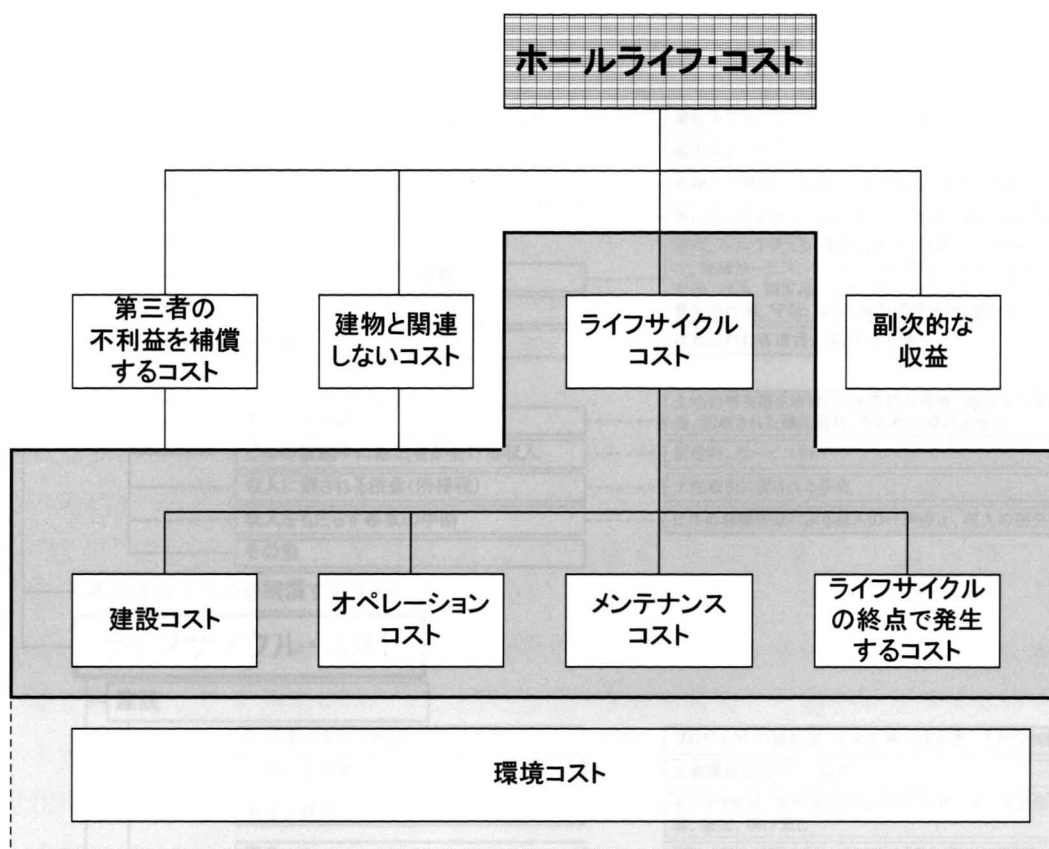 ホールライフ・コスト
第三者の
不利益を補償
するコスト
建物と関連
しないコスト
ライフサイクル
コスト
副次的な
収益
建設コスト
オペレーション
コスト
メンテナンス
コスト
ライフサイクル
の終点で発生
するコスト
環境コスト